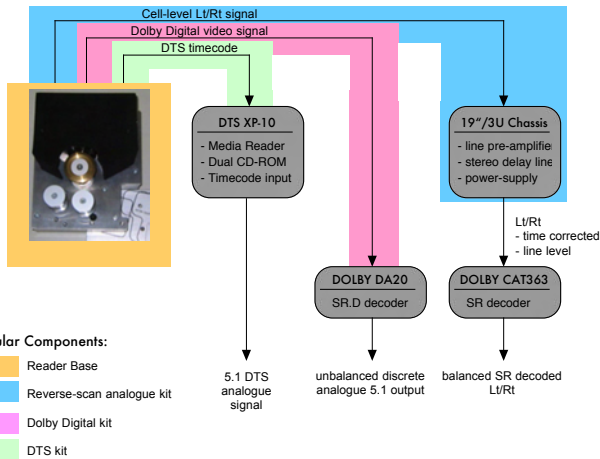 Cell-level Lt/Rt signal
Dolby Digital video signal
DTS timecode
DTS XP-10
- Media Reader
- Dual CD-ROM
- Timecode input
19"/3U Chassis
- line pre-amplifie
- stereo delay line
- power-supply
Lt/Rt
- time corrected
- line level
DOLBY DA20
SR.D decoder
DOLBY CAT363
SR decoder
ular Components:
Reader Base
Reverse-scan analogue kit
Dolby Digital kit
DTS kit
5.1 DTS
analogue
signal
unbalanced discrete
analogue 5.1 output
balanced SR decoded
Lt/Rt